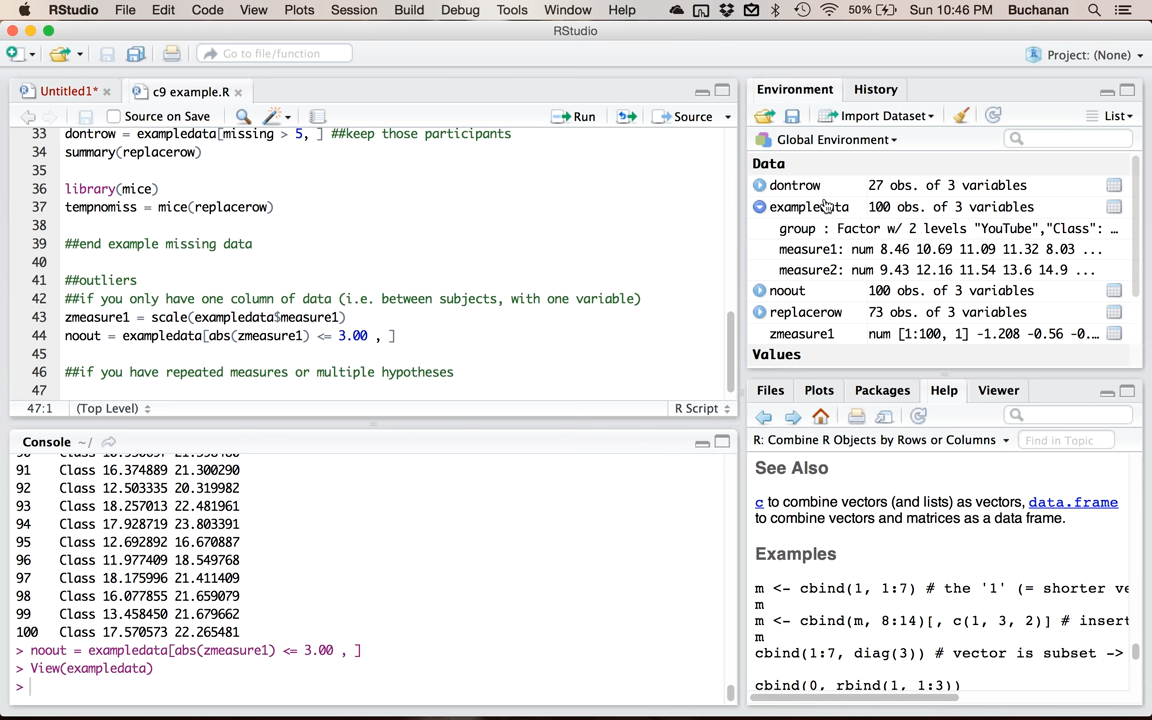 RStudio File Edit Code View Plots Session Build Debug Tools Window Help 50% Sun 10:46 PM Buchanan
RStudio
Go to file/function Project: (None)
Untitled1* c9 example.R
Source on Save Run Source
33 dontrow = exampledata[missing > 5, ] ##keep those participants
34 summary(replacerow)
35
36 library(mice)
37 tempnomiss = mice(replacerow)
38
39 ##end example missing data
40
41 ##outliers
42 ##if you only have one column of data (i.e. between subjects, with one variable)
43 zmeasure1 = scale(exampledata$measure1)
44 noout = exampledata[abs(zmeasure1) <= 3.00 , ]
45
46 ##if you have repeated measures or multiple hypotheses
47
47:1 (Top Level) R Script
Console ~/
91 Class 16.374889 21.300290
92 Class 12.503335 20.319982
93 Class 18.257013 22.482961
94 Class 17.928719 23.803391
95 Class 12.692892 16.670887
96 Class 11.977409 18.549768
97 Class 18.175996 21.411409
98 Class 16.077855 21.659079
99 Class 13.458450 21.679662
100 Class 17.570573 22.265481
> noout = exampledata[abs(zmeasure1) <= 3.00 , ]
> View(exampledata)
>
Environment History
Import Dataset List
Global Environment
Data
dontrow 27 obs. of 3 variables
exampledata 100 obs. of 3 variables
group : Factor w/ 2 levels "YouTube","Class": …
measure1: num 8.46 10.69 11.09 11.32 8.03 ...
measure2: num 9.43 12.16 11.54 13.6 14.9 ...
noout 100 obs. of 3 variables
replacerow 73 obs. of 3 variables
zmeasure1 num [1:100, 1] -1.208 -0.56 -0.…
Values
Files Plots Packages Help Viewer
R: Combine R Objects by Rows or Columns Find in Topic
See Also
c to combine vectors (and lists) as vectors, data.frame
to combine vectors and matrices as a data frame.
Examples
m <- cbind(1, 1:7) # the '1' (= shorter ve
m
m <- cbind(m, 8:14)[, c(1, 3, 2)] # insert
m
cbind(1:7, diag(3)) # vector is subset ->
cbind(0, rbind(1, 1:3))